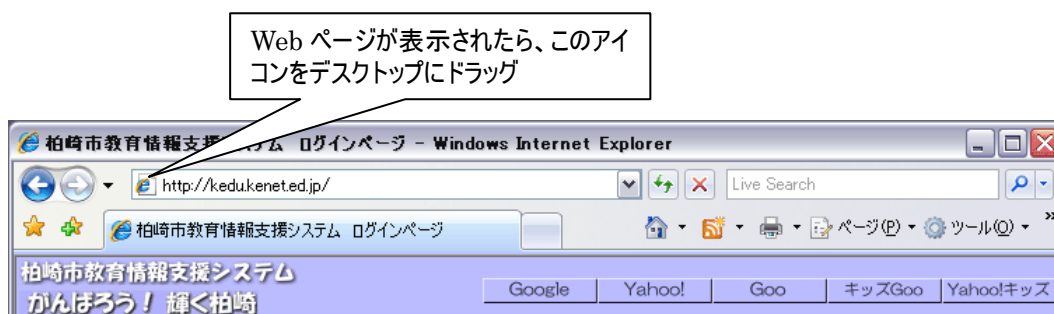 Web ページが表示されたら、このアイ
コンをデスクトップにドラッグ
柏崎市教育情報支援システム ログインページ - Windows Internet Explorer
http://kedu.kenet.ed.jp/
Live Search
柏崎市教育情報支援システム ログインページ
ページ(P)
ツール(O)
柏崎市教育情報支援システム
がんばろう！ 輝く柏崎
Google
Yahoo!
Goo
キッズGoo
Yahoo!キッズ